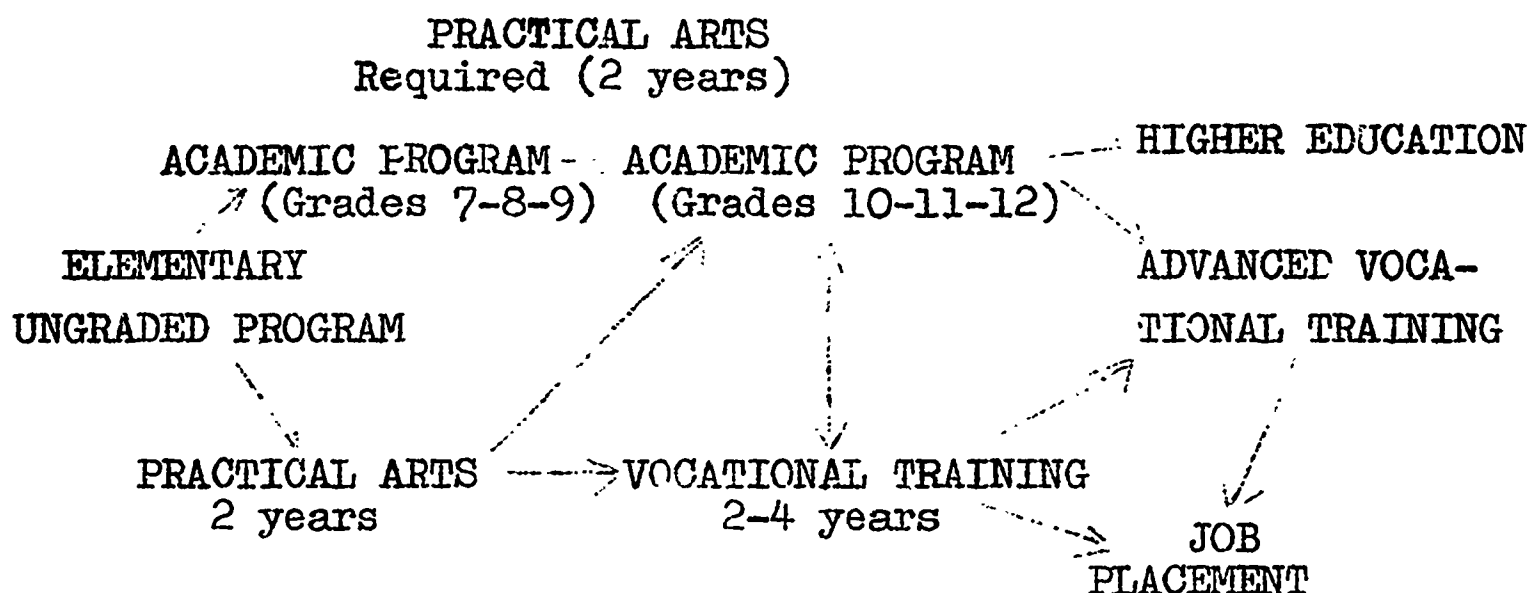 PRACTICAL ARTS
Required (2 years)
ACADEMIC PROGRAM - ACADEMIC PROGRAM
(Grades 7-8-9) (Grades 10-11-12)
HIGHER EDUCATION
ELEMENTARY
UNGRADED PROGRAM
ADVANCED VOCA-
TIONAL TRAINING
PRACTICAL ARTS
2 years
VOCATIONAL TRAINING
2-4 years
JOB
PLACEMENT